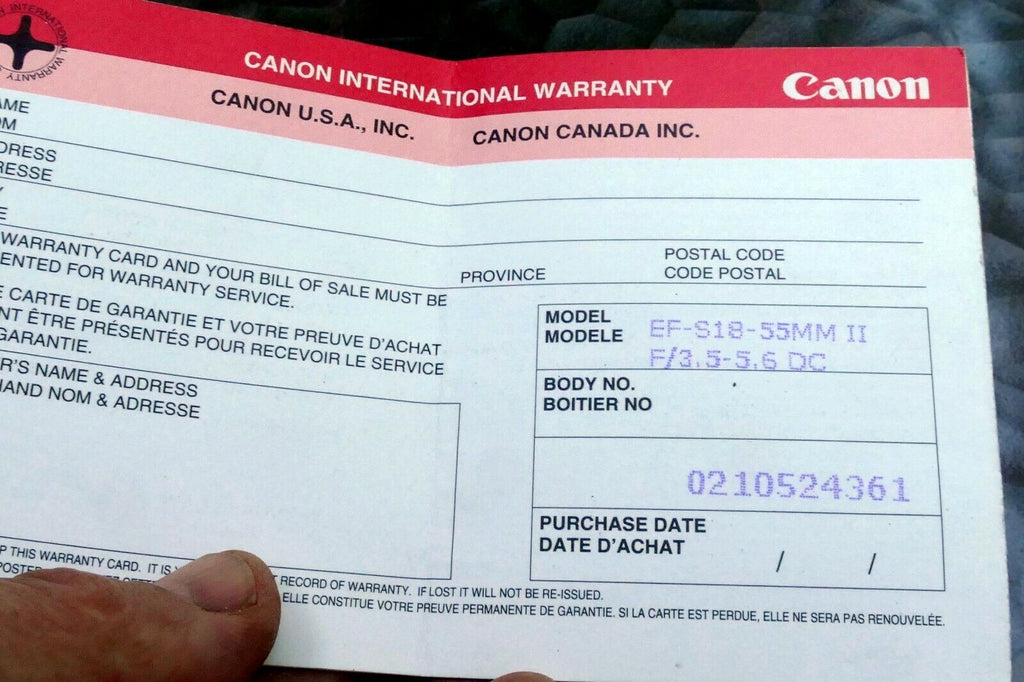 INTERNATIONAL WARRANTY
CANON INTERNATIONAL WARRANTY
Canon
CANON U.S.A., INC.
CANON CANADA INC.
AME
OM
DRESS
RESSE
Y
E
PROVINCE
POSTAL CODE
CODE POSTAL
WARRANTY CARD AND YOUR BILL OF SALE MUST BE
ENTED FOR WARRANTY SERVICE.
E CARTE DE GARANTIE ET VOTRE PREUVE D'ACHAT
NT ÊTRE PRÉSENTÉS POUR RECEVOIR LE SERVICE
GARANTIE.
R'S NAME & ADDRESS
HAND NOM & ADRESSE
MODEL
MODELE
EF-S18-55MM II
F/3.5-5.6 DC
BODY NO.
BOITIER NO
0210524361
PURCHASE DATE
DATE D'ACHAT
/ /
P THIS WARRANTY CARD. IT IS RECORD OF WARRANTY. IF LOST IT WILL NOT BE RE-ISSUED.
ELLE CONSTITUE VOTRE PREUVE PERMANENTE DE GARANTIE. SI LA CARTE EST PERDUE, ELLE NE SERA PAS RENOUVELÉE.